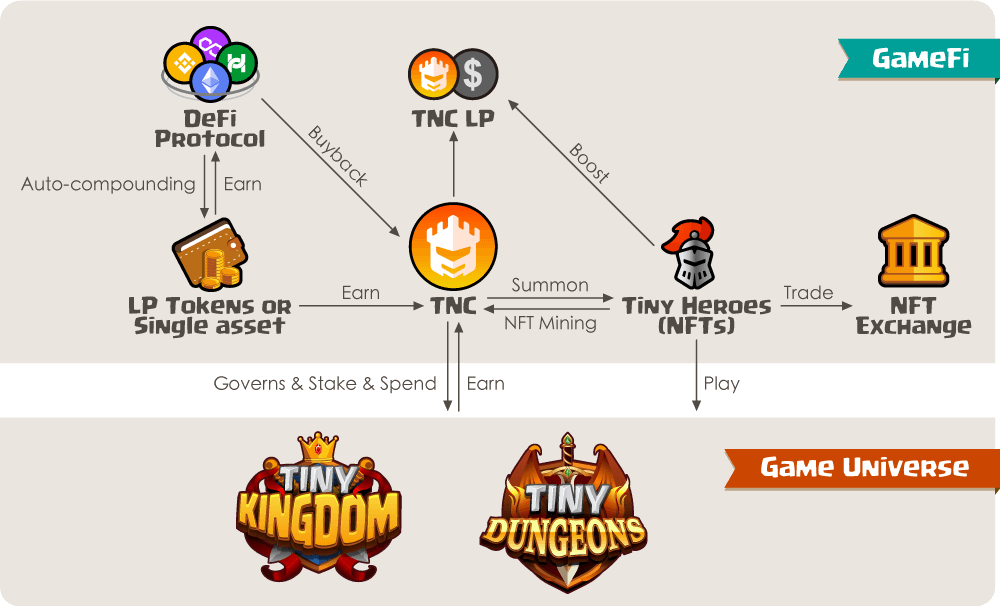 GameFi
$
DeFi
Protocol
TNC LP
Buyback
Boost
Auto-compounding
Earn
LP Tokens or
Single asset
Earn
TNC
Summon
NFT Mining
Tiny Heroes
(NFTs)
Trade
NFT
Exchange
Governs & Stake & Spend
Earn
Play
Game Universe
TINY
KINGDOM
TINY
DUNGEONS